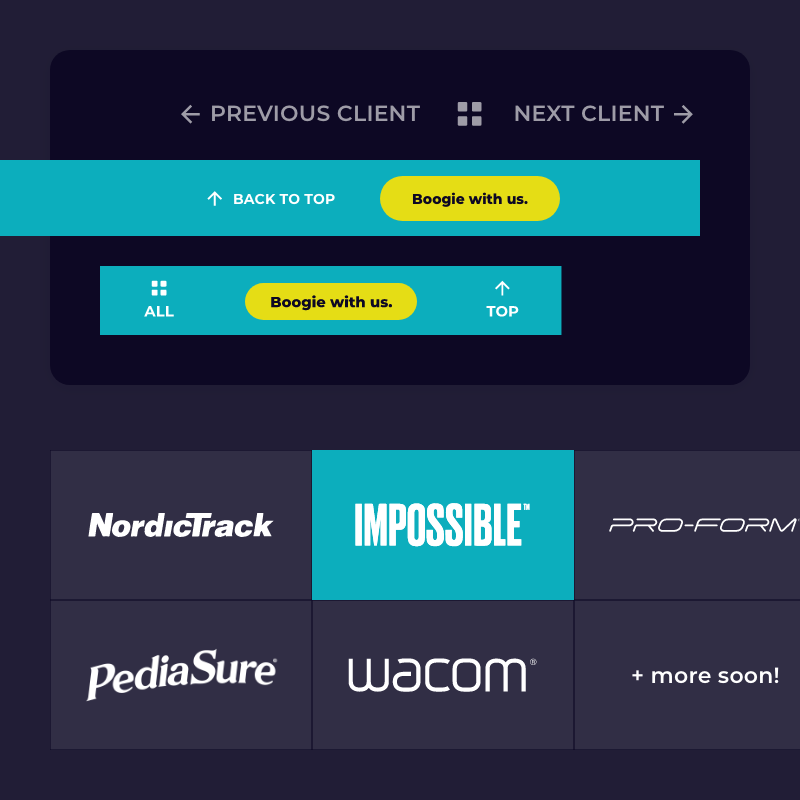 ← PREVIOUS CLIENT NEXT CLIENT →
↑ BACK TO TOP Boogie with us.
ALL Boogie with us. ↑ TOP
NordicTrack IMPOSSIBLE™ PRO-FORM
PediaSure® wacom® + more soon!